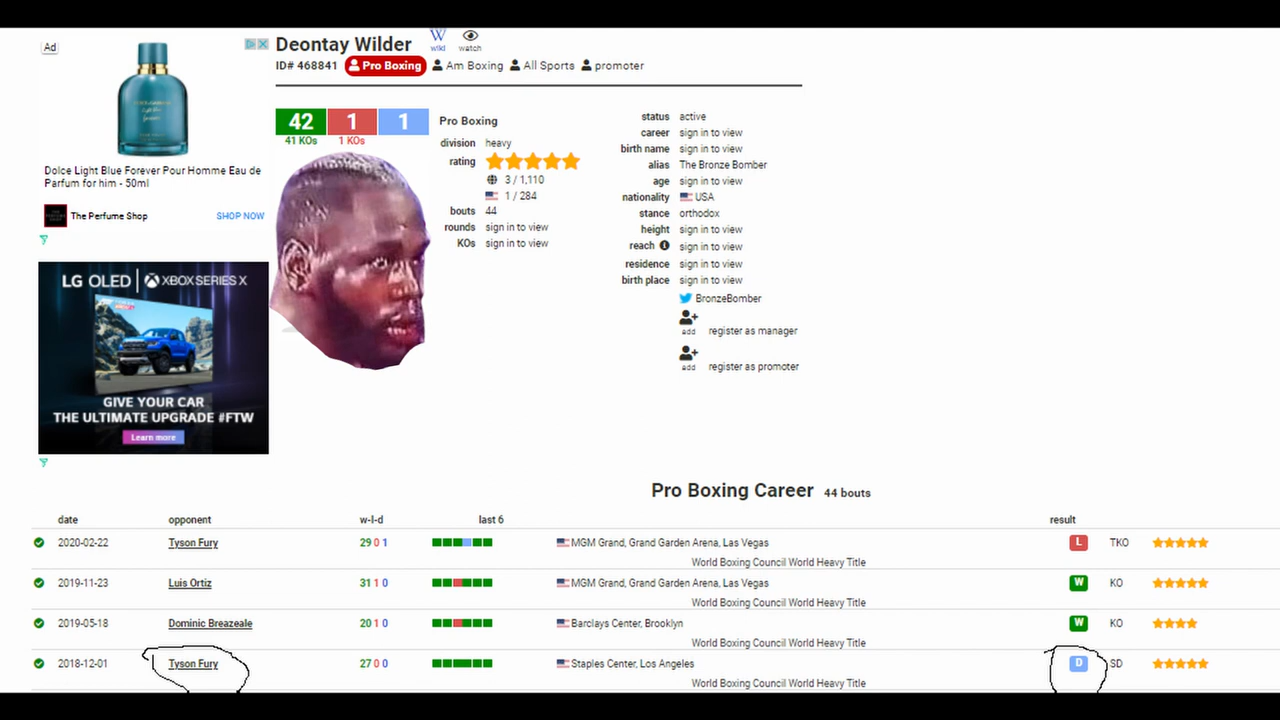 Ad
Deontay Wilder
W
wiki
watch
ID# 468841 Pro Boxing Am Boxing All Sports promoter
42 1 1
41 KOs 1 KOs
Pro Boxing
division heavy
rating
3 / 1,110
1 / 284
bouts 44
rounds sign in to view
KOs sign in to view
status active
career sign in to view
birth name sign in to view
alias The Bronze Bomber
age sign in to view
nationality USA
stance orthodox
height sign in to view
reach sign in to view
residence sign in to view
birth place sign in to view
BronzeBomber
add register as manager
add register as promoter
Dolce Light Blue Forever Pour Homme Eau de
Parfum for him - 50ml
The Perfume Shop SHOP NOW
LG OLED | XBOX SERIES X
GIVE YOUR CAR
THE ULTIMATE UPGRADE #FTW
Learn more
Pro Boxing Career 44 bouts
date opponent w-l-d last 6 result
2020-02-22 Tyson Fury 29 0 1 MGM Grand, Grand Garden Arena, Las Vegas L TKO
World Boxing Council World Heavy Title
2019-11-23 Luis Ortiz 31 1 0 MGM Grand, Grand Garden Arena, Las Vegas W KO
World Boxing Council World Heavy Title
2019-05-18 Dominic Breazeale 20 1 0 Barclays Center, Brooklyn W KO
World Boxing Council World Heavy Title
2018-12-01 Tyson Fury 27 0 0 Staples Center, Los Angeles D SD
World Boxing Council World Heavy Title